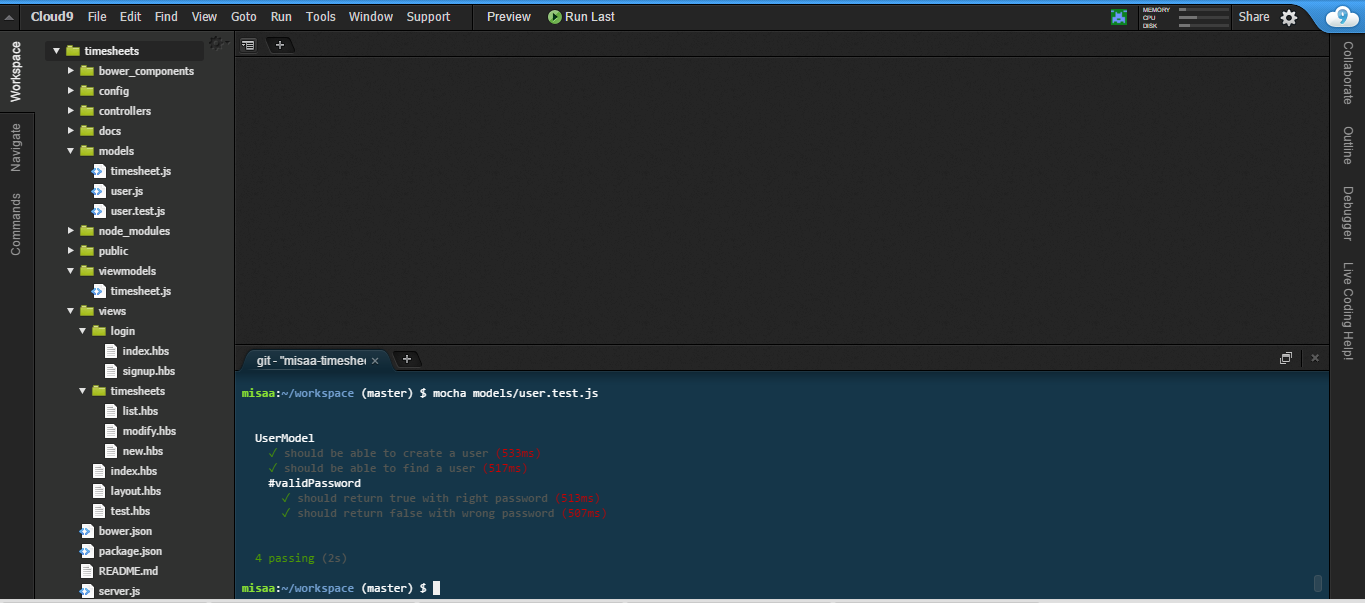 Cloud9 File Edit Find View Goto Run Tools Window Support Preview Run Last MEMORY CPU DISK Share 9
Workspace
Navigate
Commands
timesheets
bower_components
config
controllers
docs
models
timesheet.js
user.js
user.test.js
node_modules
public
viewmodels
timesheet.js
views
login
index.hbs
signup.hbs
timesheets
list.hbs
modify.hbs
new.hbs
index.hbs
layout.hbs
test.hbs
bower.json
package.json
README.md
server.js
git - "misaa-timeshee
misaa:~/workspace (master) $ mocha models/user.test.js
UserModel
✓ should be able to create a user (533ms)
✓ should be able to find a user (517ms)
#validPassword
✓ should return true with right password (515ms)
✓ should return false with wrong password (507ms)
4 passing (2s)
misaa:~/workspace (master) $
Collaborate
Outline
Debugger
Live Coding Help!